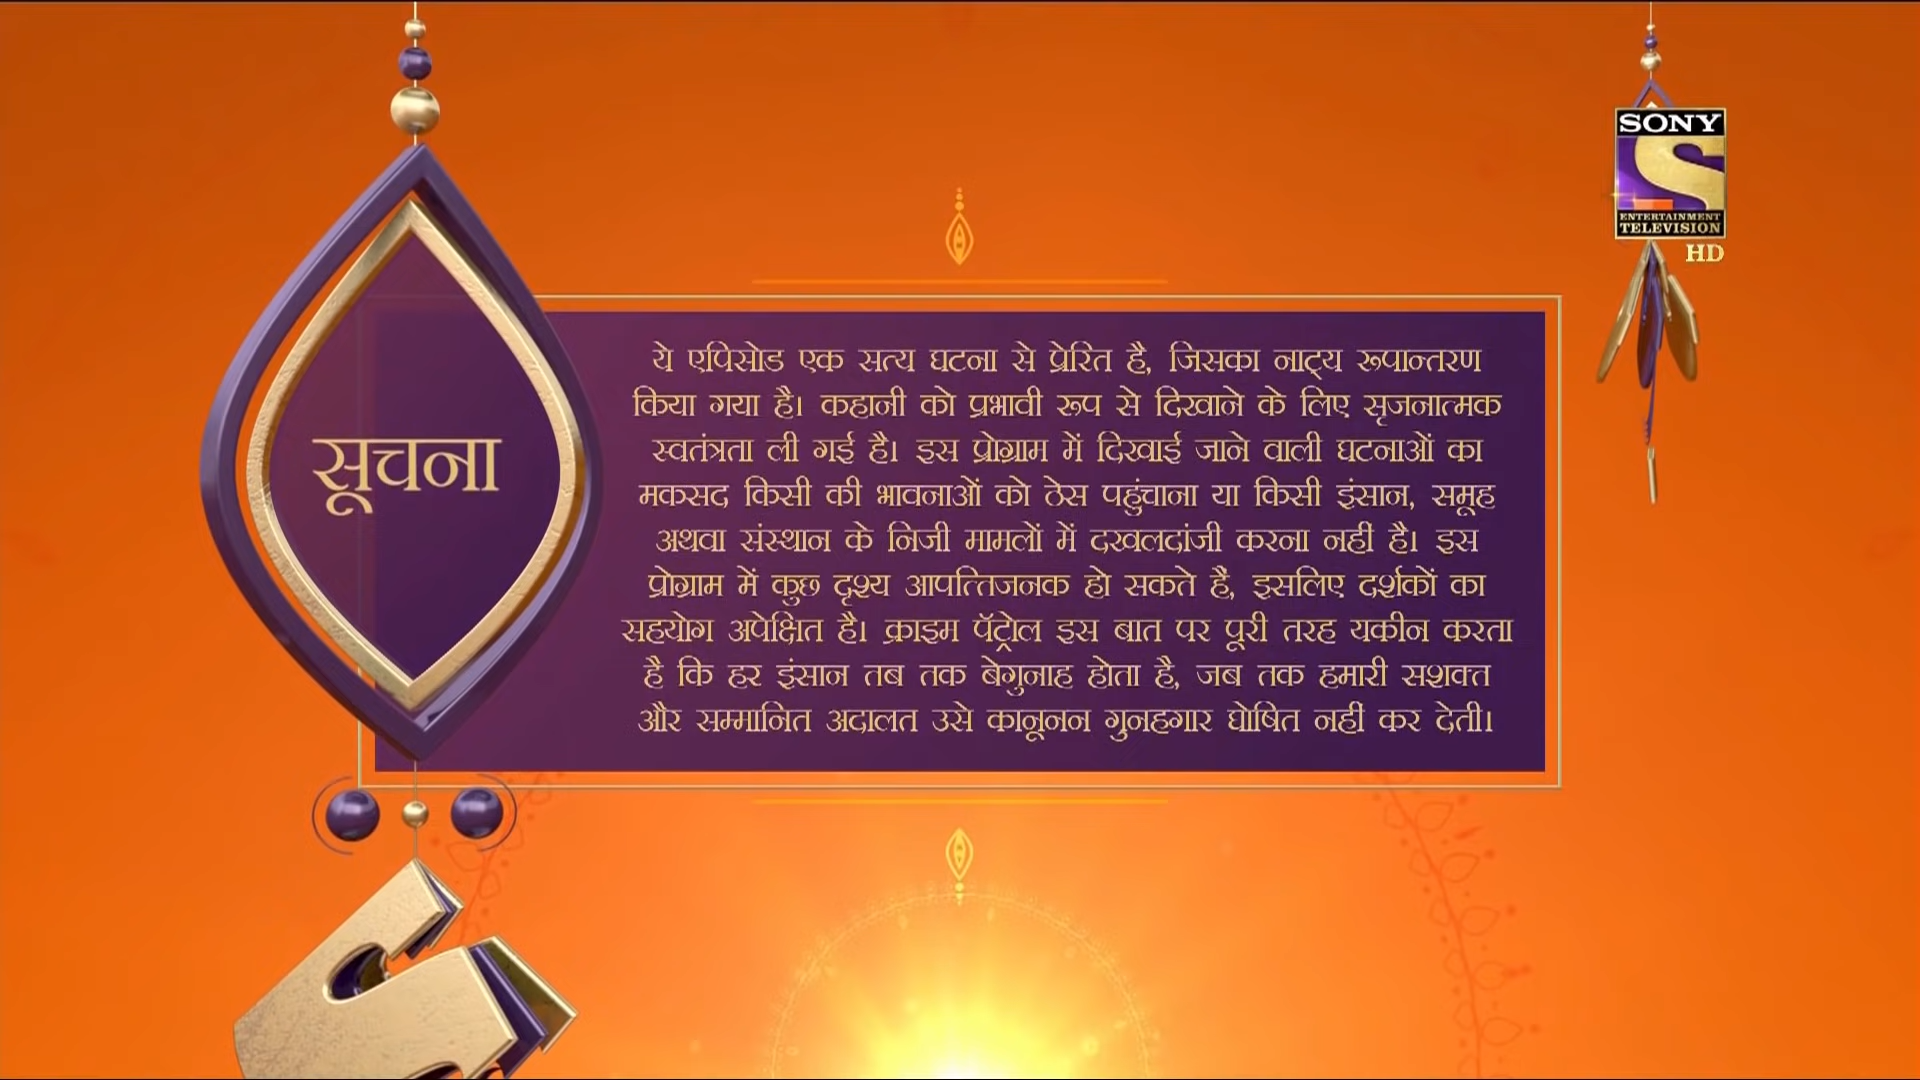 सूचना
ये एपिसोड एक सत्य घटना से प्रेरित है, जिसका नाट्य रूपान्तरण
किया गया है। कहानी को प्रभावी रूप से दिखाने के लिए सृजनात्मक
स्वतंत्रता ली गई है। इस प्रोग्राम में दिखाई जाने वाली घटनाओं का
मकसद किसी की भावनाओं को ठेस पहुंचाना या किसी इंसान, समूह
अथवा संस्थान के निजी मामलों में दखलदांजी करना नहीं है। इस
प्रोग्राम में कुछ दृश्य आपत्तिजनक हो सकते हैं, इसलिए दर्शकों का
सहयोग अपेक्षित है। क्राइम पॅट्रोल इस बात पर पूरी तरह यकीन करता
है कि हर इंसान तब तक बेगुनाह होता है, जब तक हमारी सशक्त
और सम्मानित अदालत उसे कानूनन गुनहगार घोषित नहीं कर देती।
SONY
ENTERTAINMENT
TELEVISION
HD